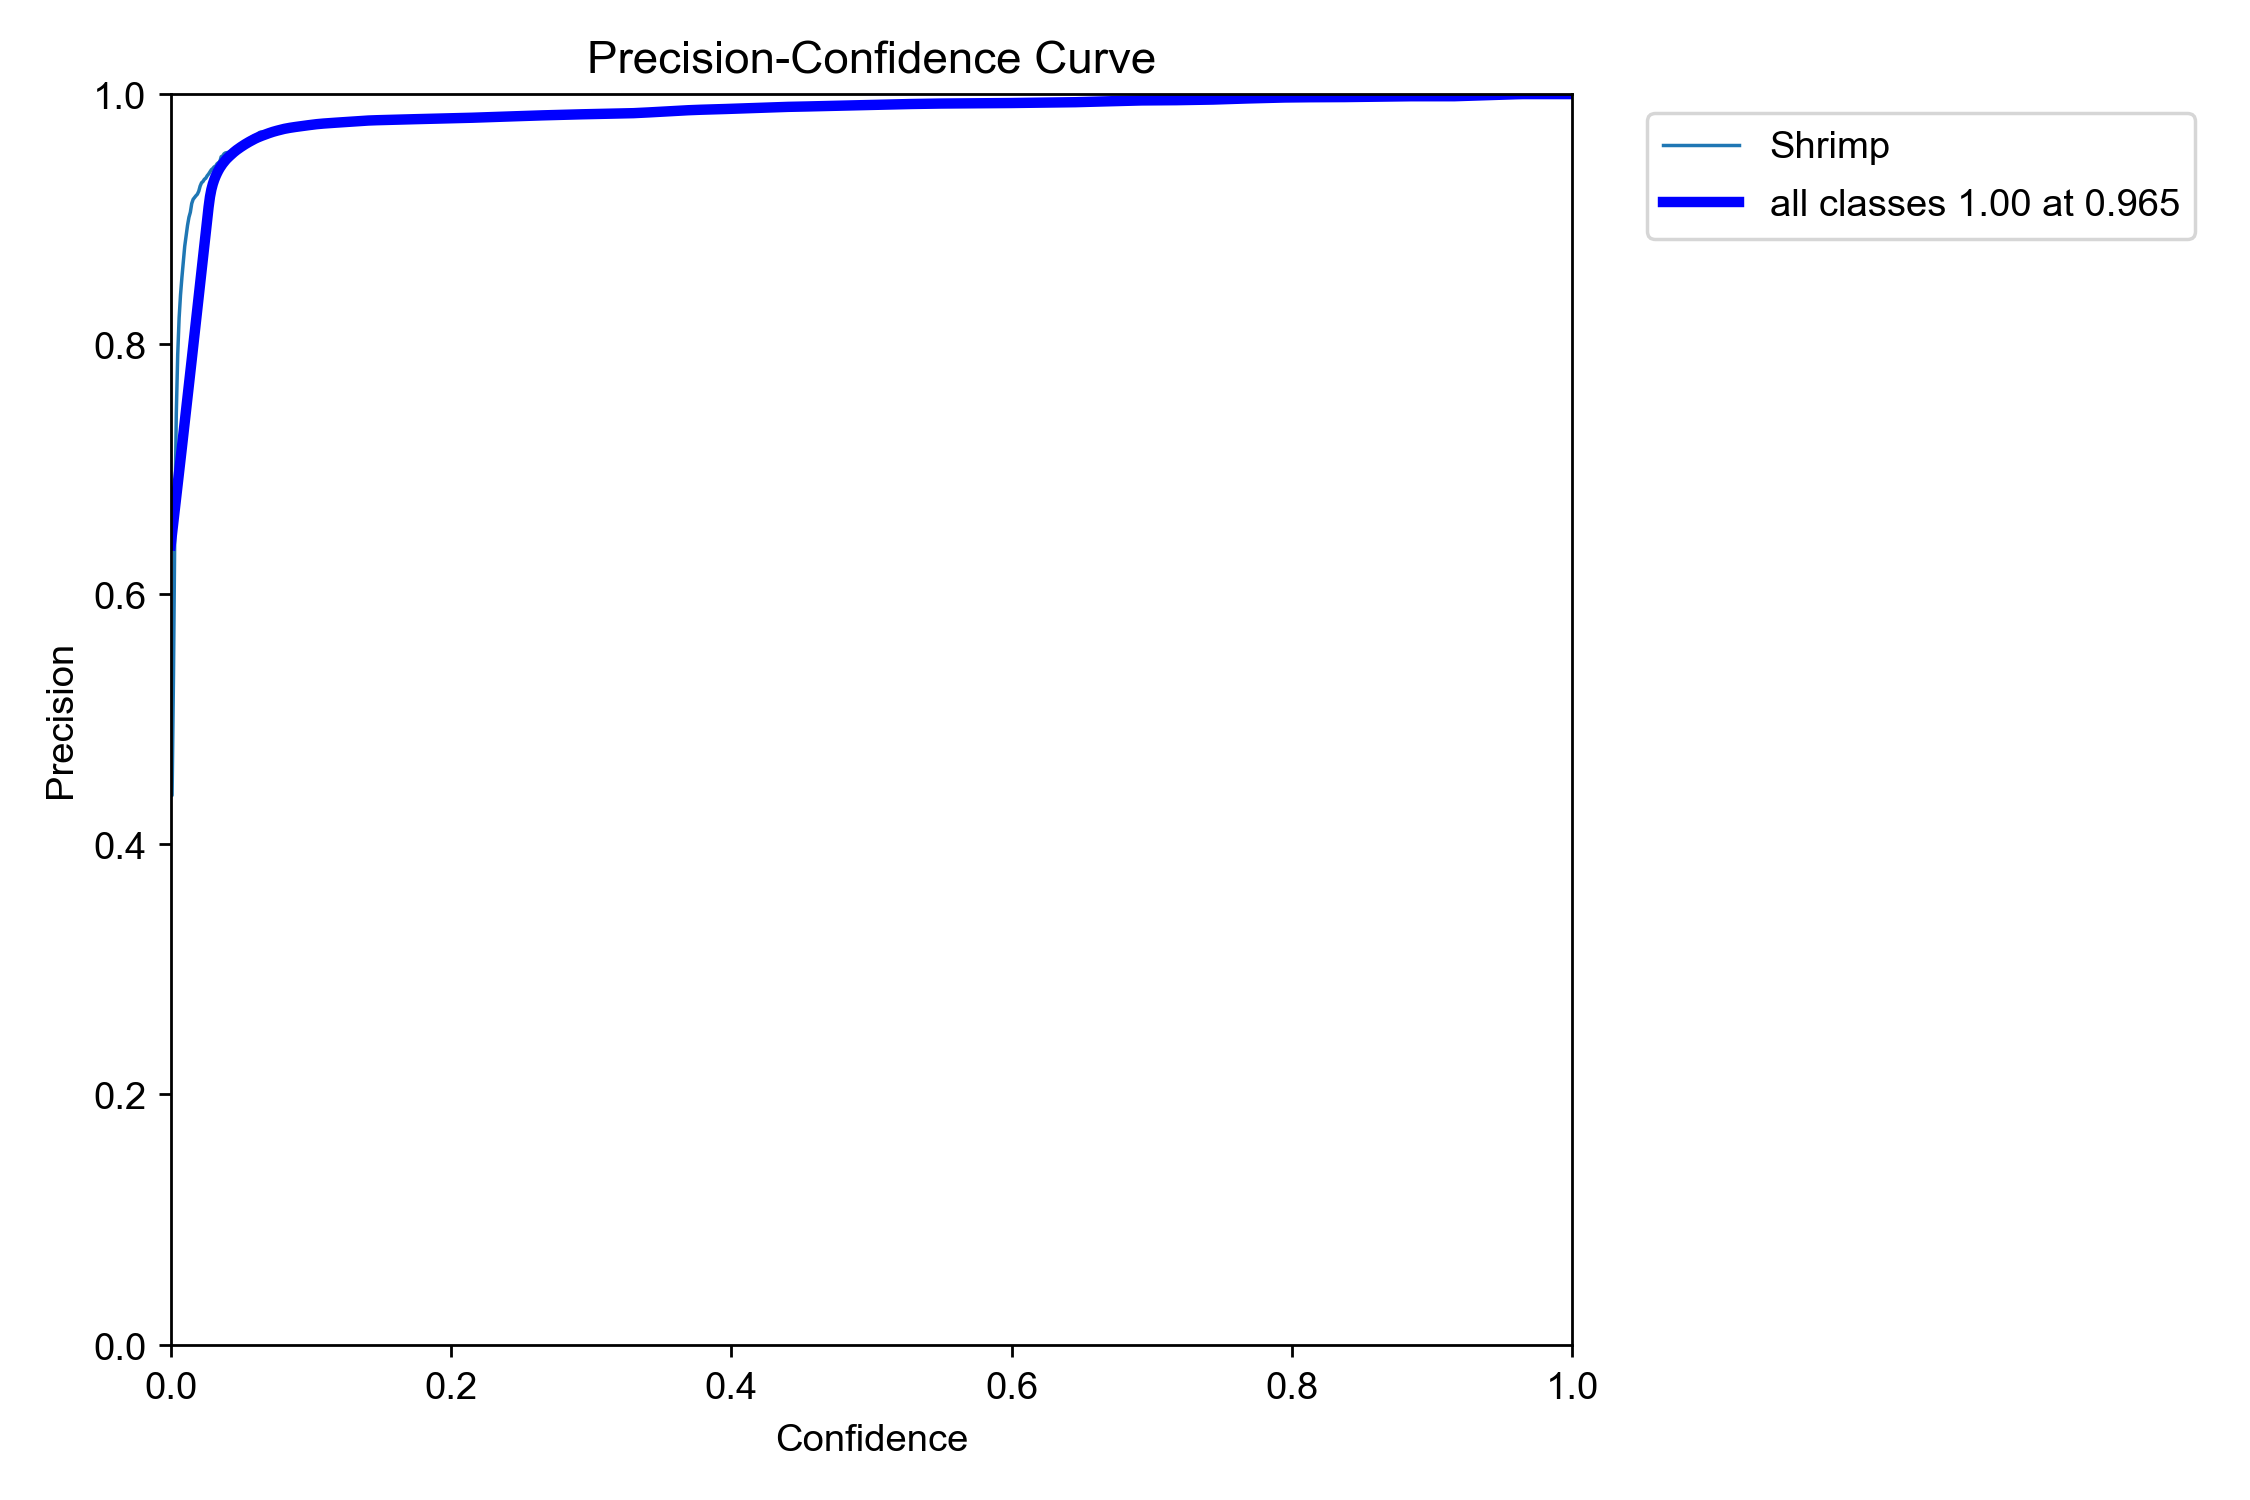 Precision-Confidence Curve
1.0
0.8
0.6
0.4
0.2
0.0
Precision
0.0 0.2 0.4 0.6 0.8 1.0
Confidence
Shrimp
all classes 1.00 at 0.965